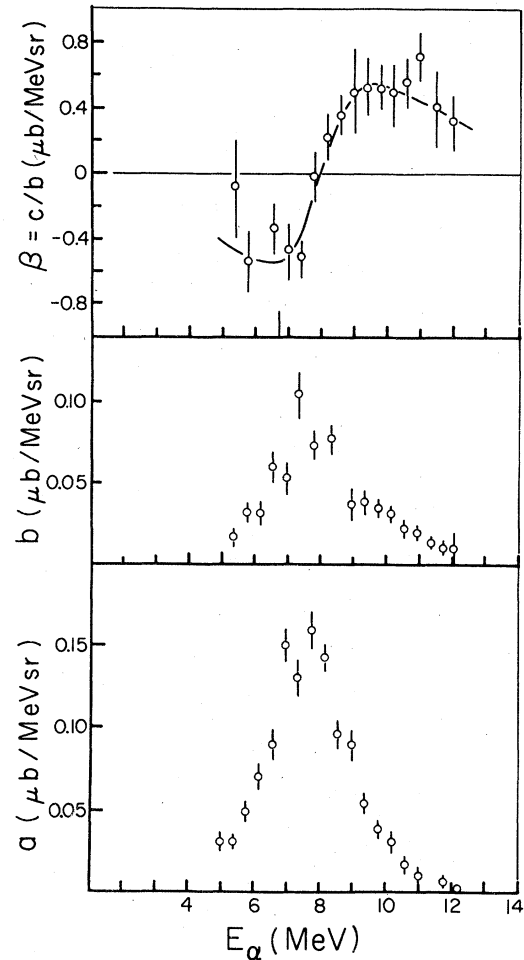 β = c/b (μb/MeVsr)
0.8
0.4
0
-0.4
-0.8
b (μb/MeVsr)
0.10
0.05
a (μb/MeVsr)
0.15
0.10
0.05
4 6 8 10 12 14
Eα (MeV)